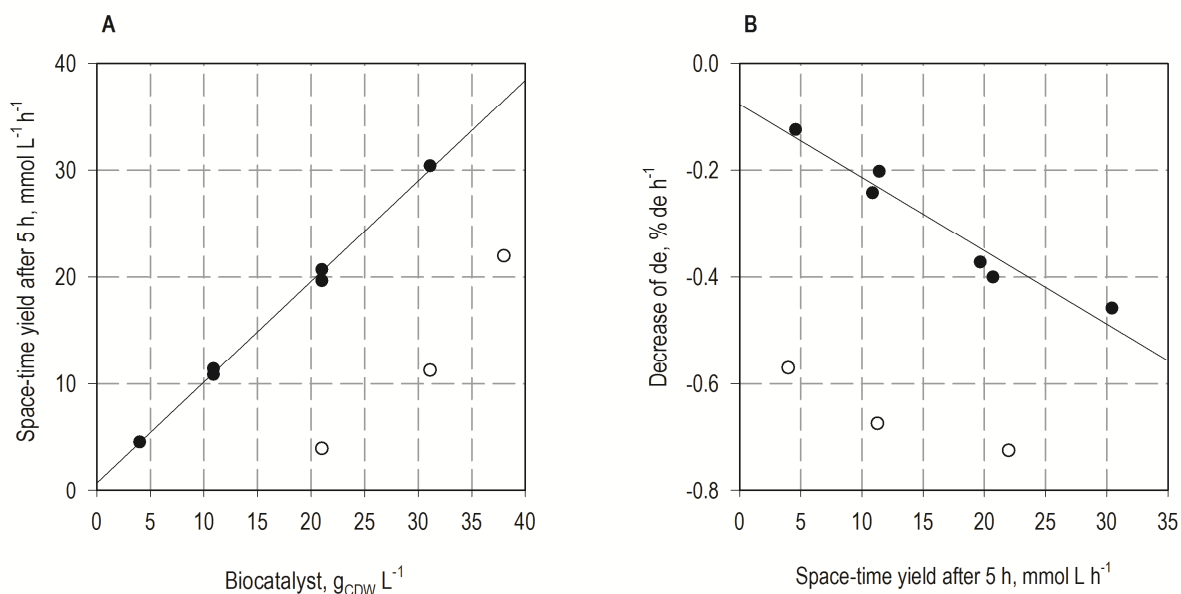 A
Space-time yield after 5 h, mmol L⁻¹ h⁻¹
40
30
20
10
0
0 5 10 15 20 25 30 35 40
Biocatalyst, g_CDW L⁻¹
B
Decrease of de, % de h⁻¹
0.0
-0.2
-0.4
-0.6
-0.8
0 5 10 15 20 25 30 35
Space-time yield after 5 h, mmol L h⁻¹